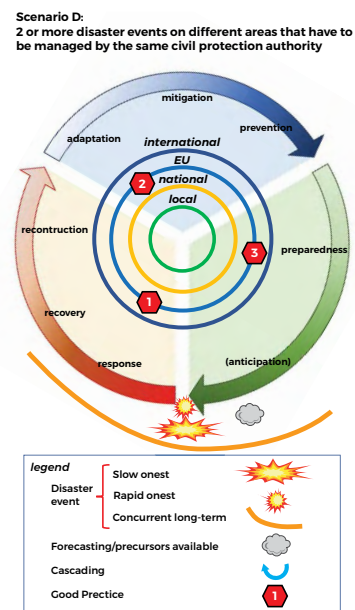 Scenario D:
2 or more disaster events on different areas that have to
be managed by the same civil protection authority
mitigation
adaptation
prevention
international
EU
2
national
local
recontruction
preparedness
3
1
recovery
response
(anticipation)
legend
Disaster
event
Slow onest
Rapid onest
Concurrent long-term
Forecasting/precursors available
Cascading
Good Prectice
1